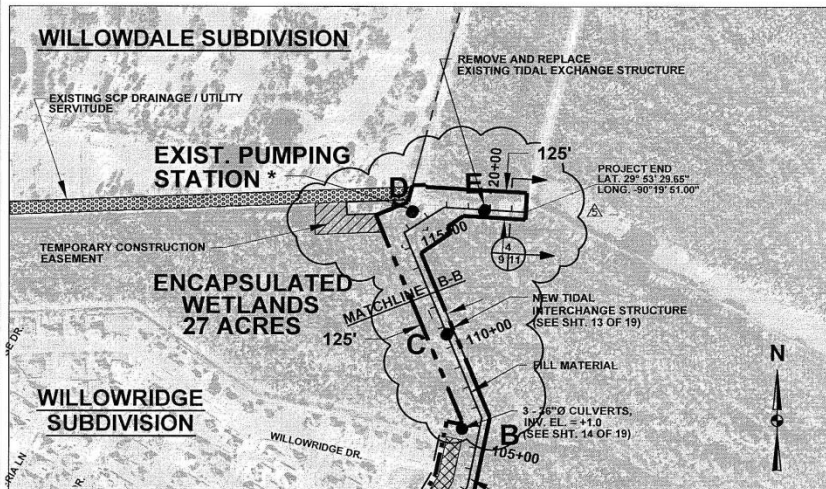 WILLOWDALE SUBDIVISION
REMOVE AND REPLACE
EXISTING TIDAL EXCHANGE STRUCTURE
EXISTING SCP DRAINAGE / UTILITY
SERVITUDE
EXIST. PUMPING
STATION *
D
E
20+00
125'
PROJECT END
LAT. 29° 53' 29.65"
LONG. -90°19' 51.00"
5
TEMPORARY CONSTRUCTION
EASEMENT
115+00
4
9 11
ENCAPSULATED
WETLANDS
27 ACRES
MATCHLINE B-B
NEW TIDAL
INTERCHANGE STRUCTURE
(SEE SHT. 13 OF 19)
125'
C
110+00
FILL MATERIAL
N
WILLOWRIDGE
SUBDIVISION
3 - 36"Ø CULVERTS,
INV. EL. = +1.0
(SEE SHT. 14 OF 19)
B
WILLOWRIDGE DR.
105+00
DR.
RIA LN
DR.